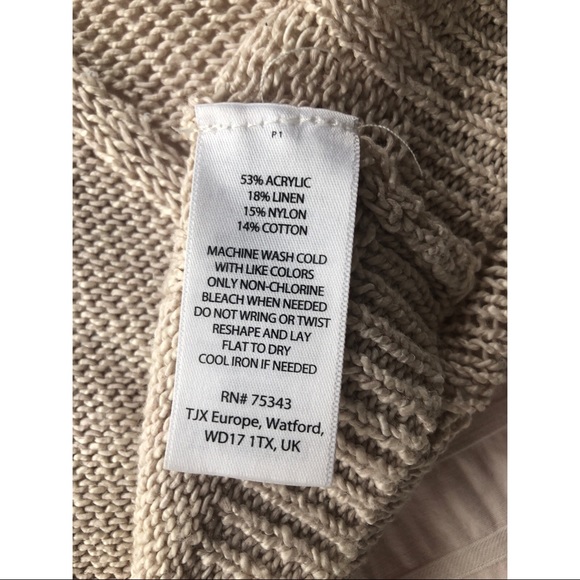 P1
53% ACRYLIC
18% LINEN
15% NYLON
14% COTTON
MACHINE WASH COLD
WITH LIKE COLORS
ONLY NON-CHLORINE
BLEACH WHEN NEEDED
DO NOT WRING OR TWIST
RESHAPE AND LAY
FLAT TO DRY
COOL IRON IF NEEDED
RN# 75343
TJX Europe, Watford,
WD17 1TX, UK